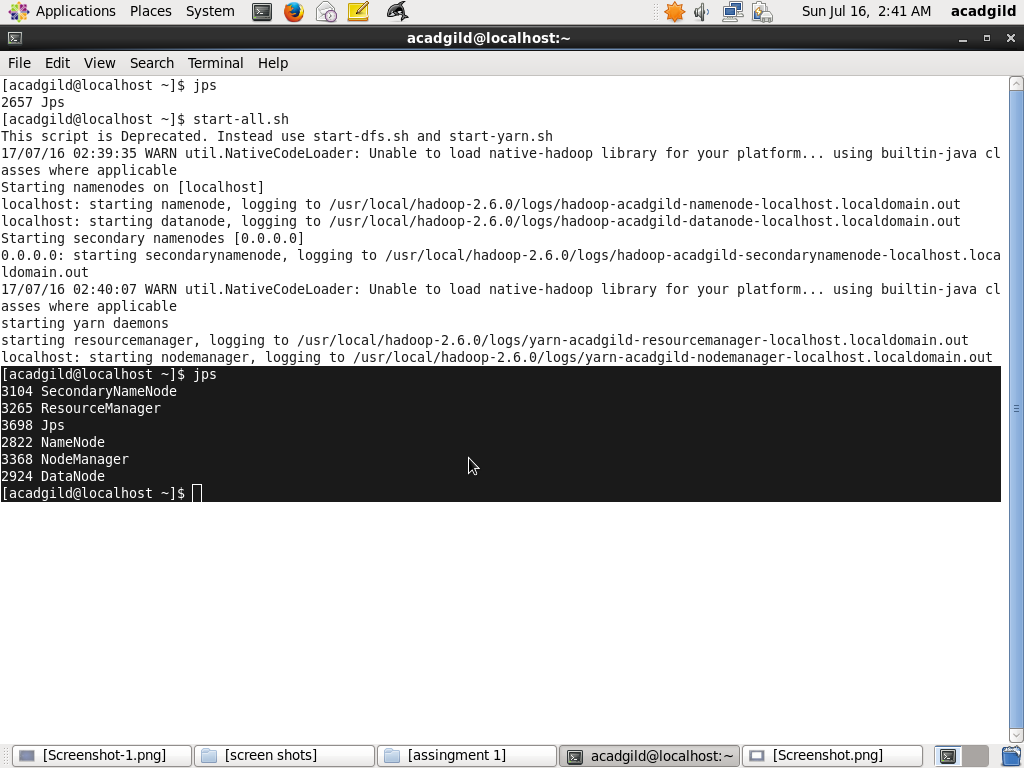 Applications Places System Sun Jul 16, 2:41 AM acadgild
acadgild@localhost:~
File Edit View Search Terminal Help
[acadgild@localhost ~]$ jps
2657 Jps
[acadgild@localhost ~]$ start-all.sh
This script is Deprecated. Instead use start-dfs.sh and start-yarn.sh
17/07/16 02:39:35 WARN util.NativeCodeLoader: Unable to load native-hadoop library for your platform... using builtin-java cl
asses where applicable
Starting namenodes on [localhost]
localhost: starting namenode, logging to /usr/local/hadoop-2.6.0/logs/hadoop-acadgild-namenode-localhost.localdomain.out
localhost: starting datanode, logging to /usr/local/hadoop-2.6.0/logs/hadoop-acadgild-datanode-localhost.localdomain.out
Starting secondary namenodes [0.0.0.0]
0.0.0.0: starting secondarynamenode, logging to /usr/local/hadoop-2.6.0/logs/hadoop-acadgild-secondarynamenode-localhost.loca
ldomain.out
17/07/16 02:40:07 WARN util.NativeCodeLoader: Unable to load native-hadoop library for your platform... using builtin-java cl
asses where applicable
starting yarn daemons
starting resourcemanager, logging to /usr/local/hadoop-2.6.0/logs/yarn-acadgild-resourcemanager-localhost.localdomain.out
localhost: starting nodemanager, logging to /usr/local/hadoop-2.6.0/logs/yarn-acadgild-nodemanager-localhost.localdomain.out
[acadgild@localhost ~]$ jps
3104 SecondaryNameNode
3265 ResourceManager
3698 Jps
2822 NameNode
3368 NodeManager
2924 DataNode
[acadgild@localhost ~]$
[Screenshot-1.png] [screen shots] [assingment 1] acadgild@localhost:~ [Screenshot.png]